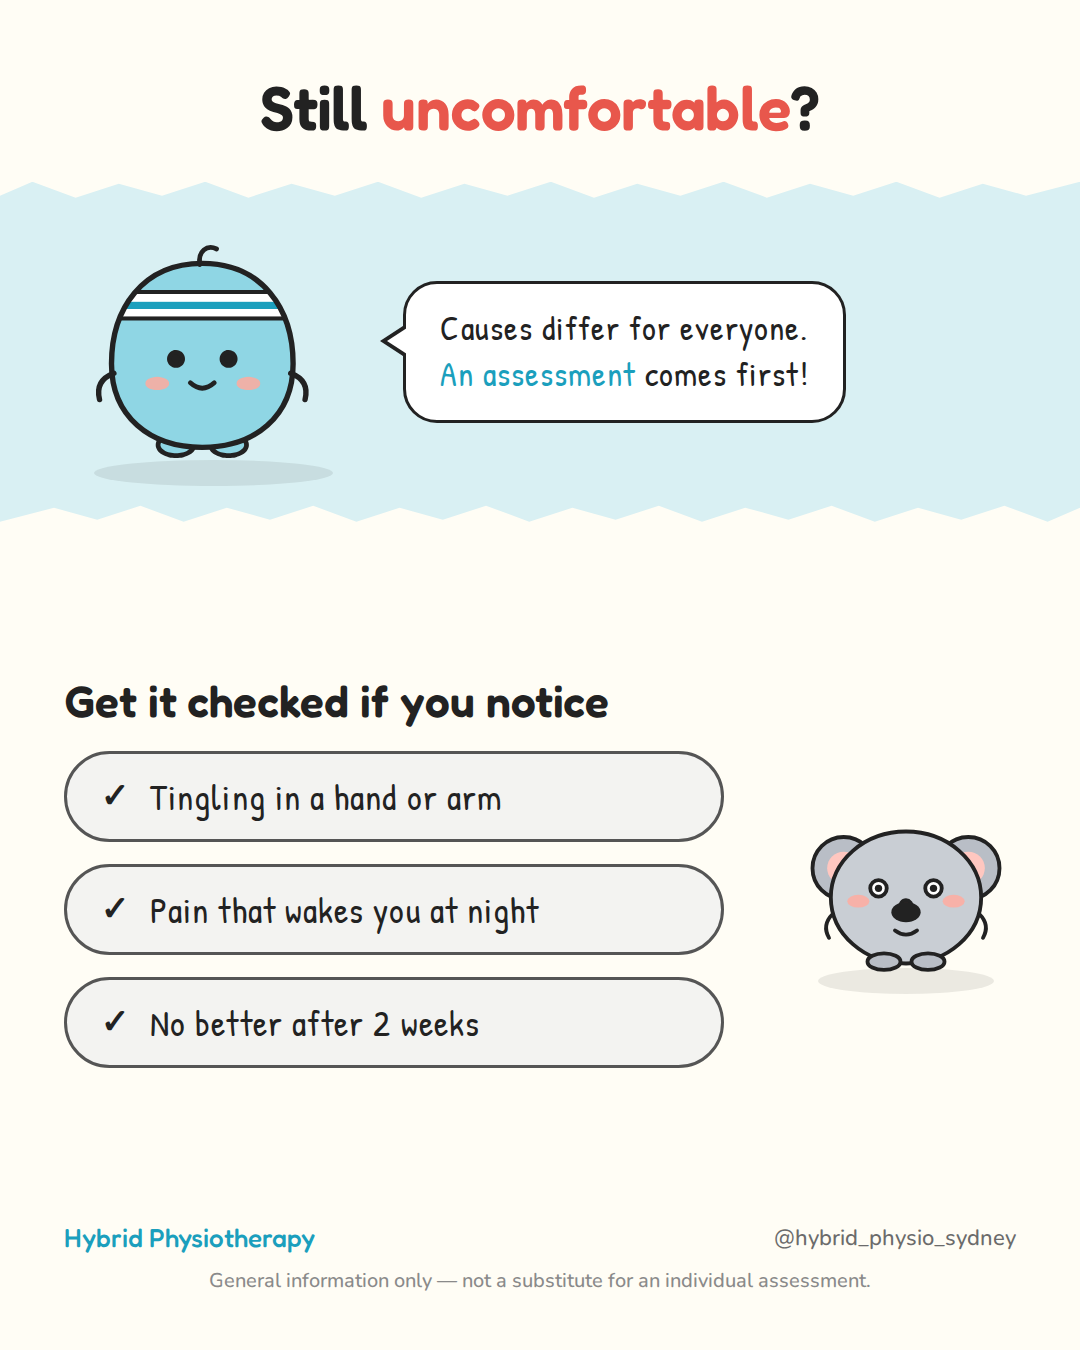 Still uncomfortable?
Causes differ for everyone.
An assessment comes first!
Get it checked if you notice
✓ Tingling in a hand or arm
✓ Pain that wakes you at night
✓ No better after 2 weeks
Hybrid Physiotherapy
@hybrid_physio_sydney
General information only — not a substitute for an individual assessment.